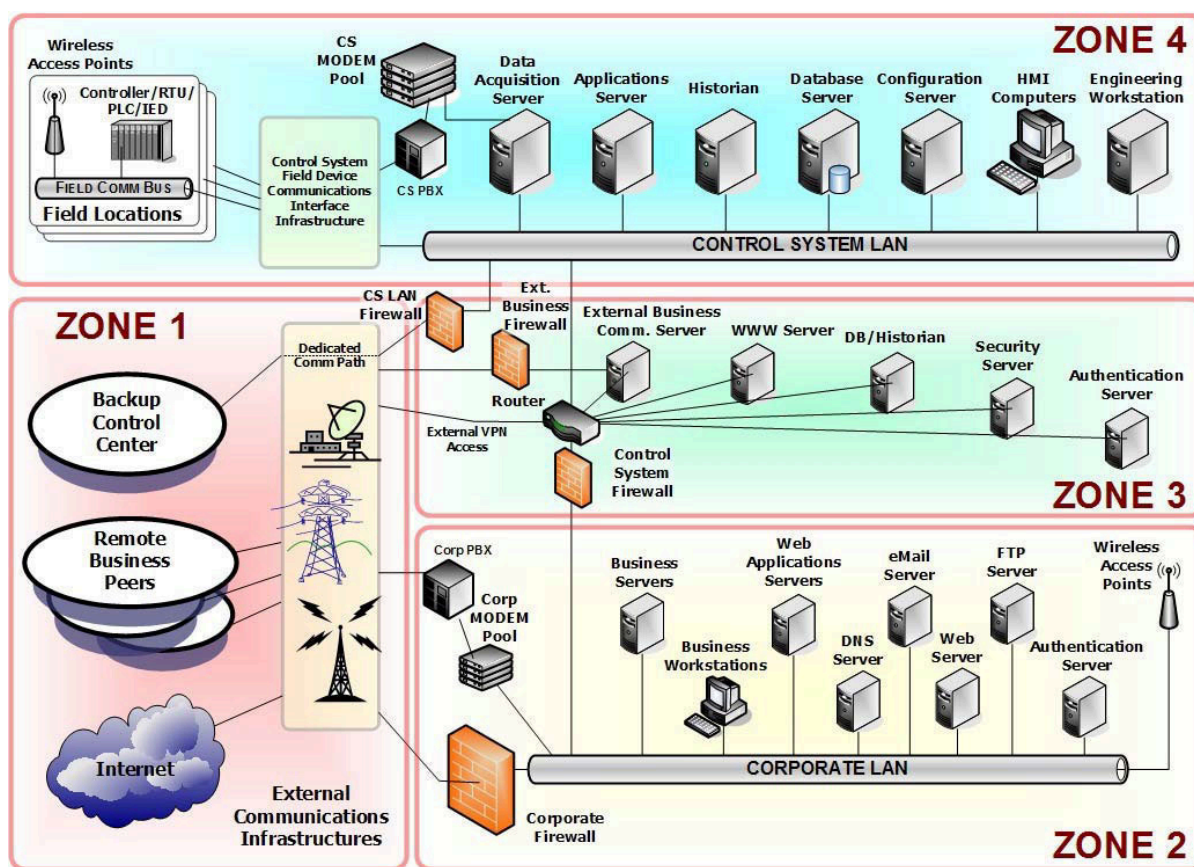 ZONE 4
Wireless
Access Points
Controller/RTU/
PLC/IED
FIELD COMM BUS
Field Locations
Control System
Field Device
Communications
Interface
Infrastructure
CS
MODEM
Pool
CS PBX
Data
Acquisition
Server
Applications
Server
Historian
Database
Server
Configuration
Server
HMI
Computers
Engineering
Workstation
CONTROL SYSTEM LAN
ZONE 1
CS LAN
Firewall
Dedicated
Comm Path
Backup
Control
Center
Remote
Business
Peers
Internet
External
Communications
Infrastructures
Ext.
Business
Firewall
External Business
Comm. Server
WWW Server
DB/Historian
Security
Server
Authentication
Server
Router
External VPN
Access
Control
System
Firewall
ZONE 3
Corp PBX
Corp
MODEM
Pool
Business
Servers
Business
Workstations
Web
Applications
Servers
DNS
Server
eMail
Server
Web
Server
FTP
Server
Authentication
Server
Wireless
Access
Points
CORPORATE LAN
Corporate
Firewall
ZONE 2